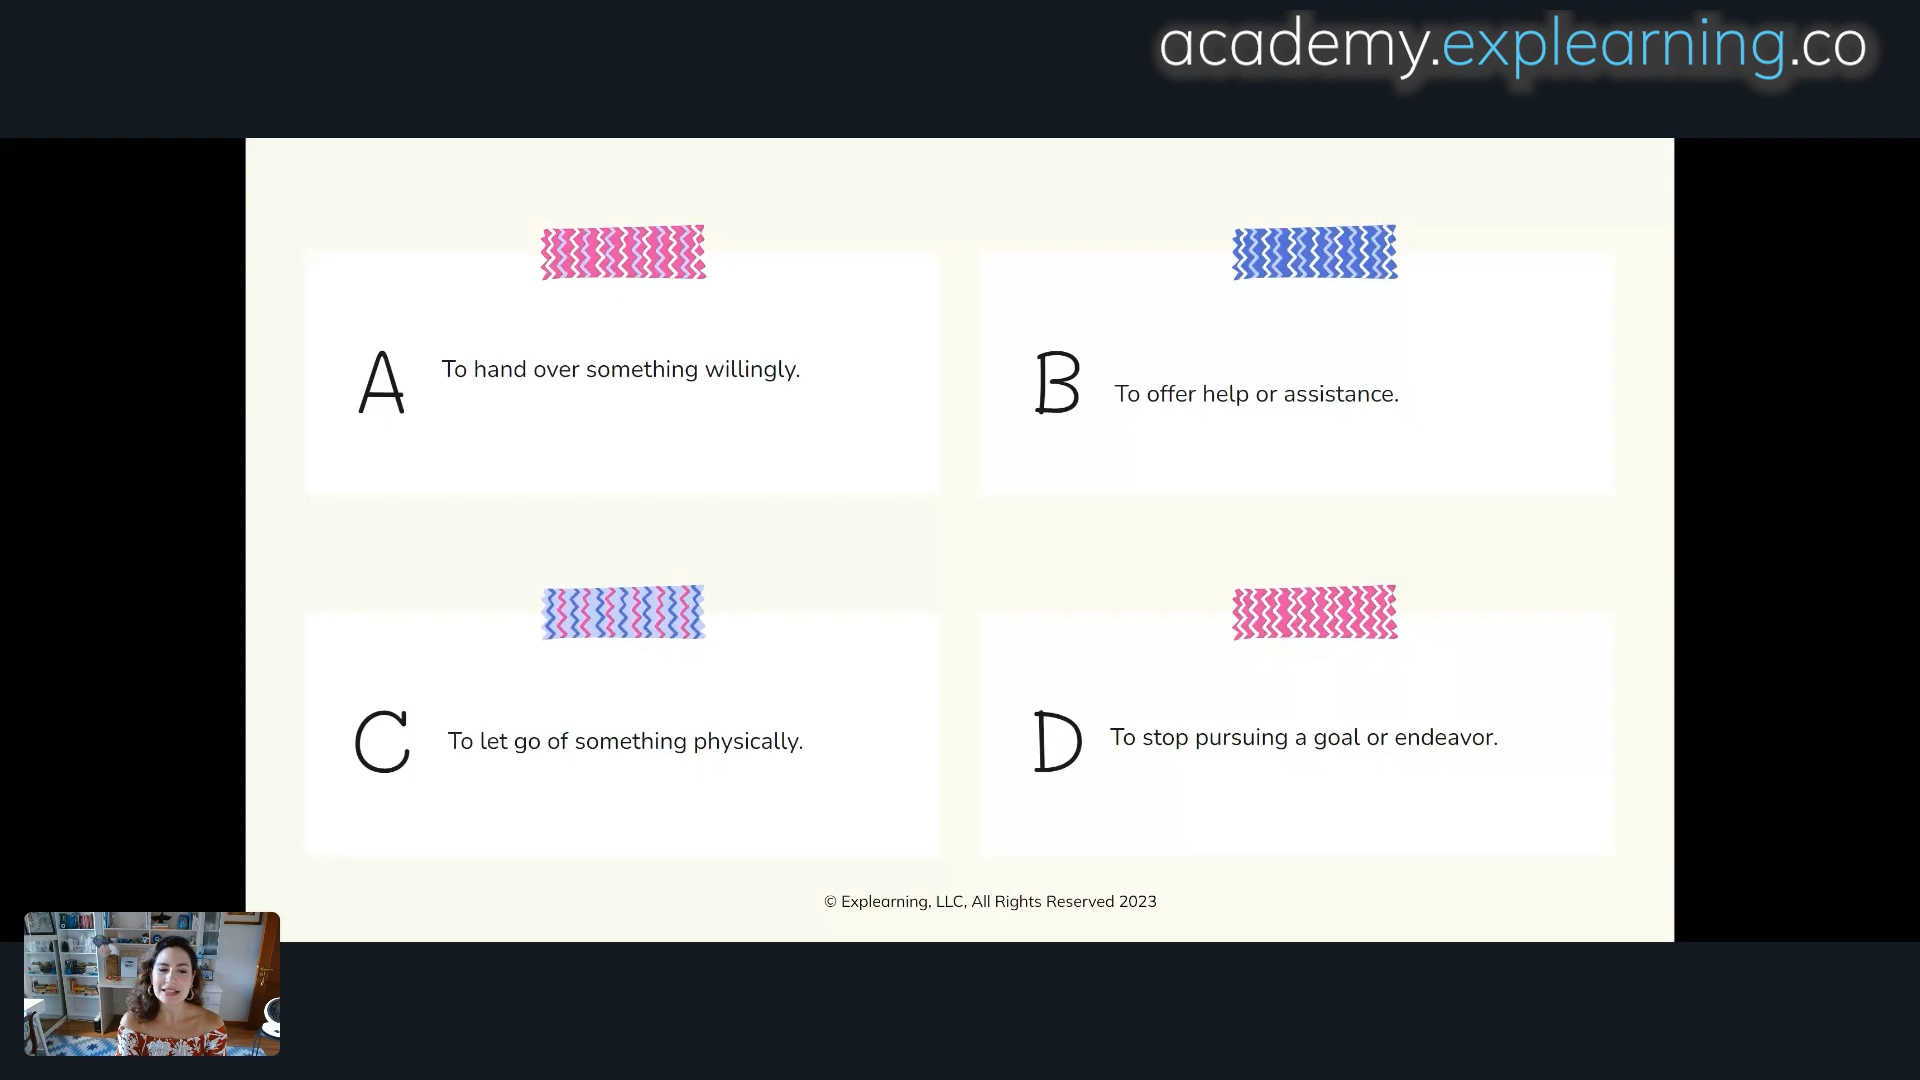 academy.explearning.co
A
To hand over something willingly.
B
To offer help or assistance.
C
To let go of something physically.
D
To stop pursuing a goal or endeavor.
© Explearning, LLC, All Rights Reserved 2023